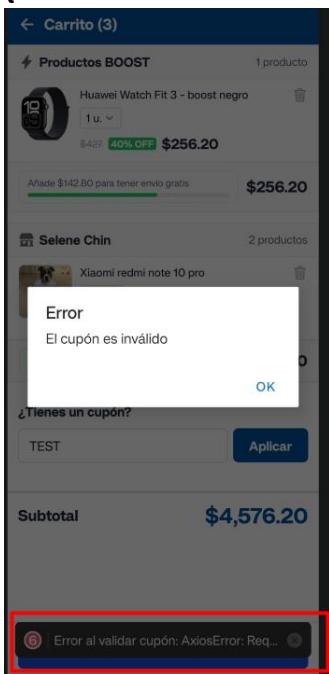 ← Carrito (3)
Productos BOOST 1 producto
Huawei Watch Fit 3 - boost negro
1 u.
$427 40% OFF $256.20
Añade $142.80 para tener envío gratis $256.20
Selene Chin 2 productos
Xiaomi redmi note 10 pro
Error
El cupón es inválido
0
OK
¿Tienes un cupón?
TEST Aplicar
Subtotal $4,576.20
6 Error al validar cupón: AxiosError: Req...